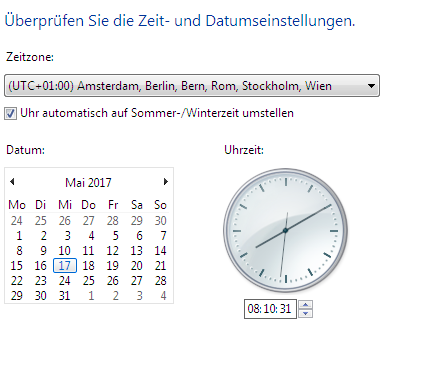 Überprüfen Sie die Zeit- und Datumseinstellungen.
Zeitzone:
(UTC+01:00) Amsterdam, Berlin, Bern, Rom, Stockholm, Wien
Uhr automatisch auf Sommer-/Winterzeit umstellen
Datum:
Mai 2017
Mo Di Mi Do Fr Sa So
24 25 26 27 28 29 30
1 2 3 4 5 6 7
8 9 10 11 12 13 14
15 16 17 18 19 20 21
22 23 24 25 26 27 28
29 30 31 1 2 3 4
Uhrzeit:
08:10:31